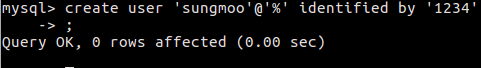 mysql> create user 'sungmoo'@'%' identified by '1234'
    -> ;
Query OK, 0 rows affected (0.00 sec)